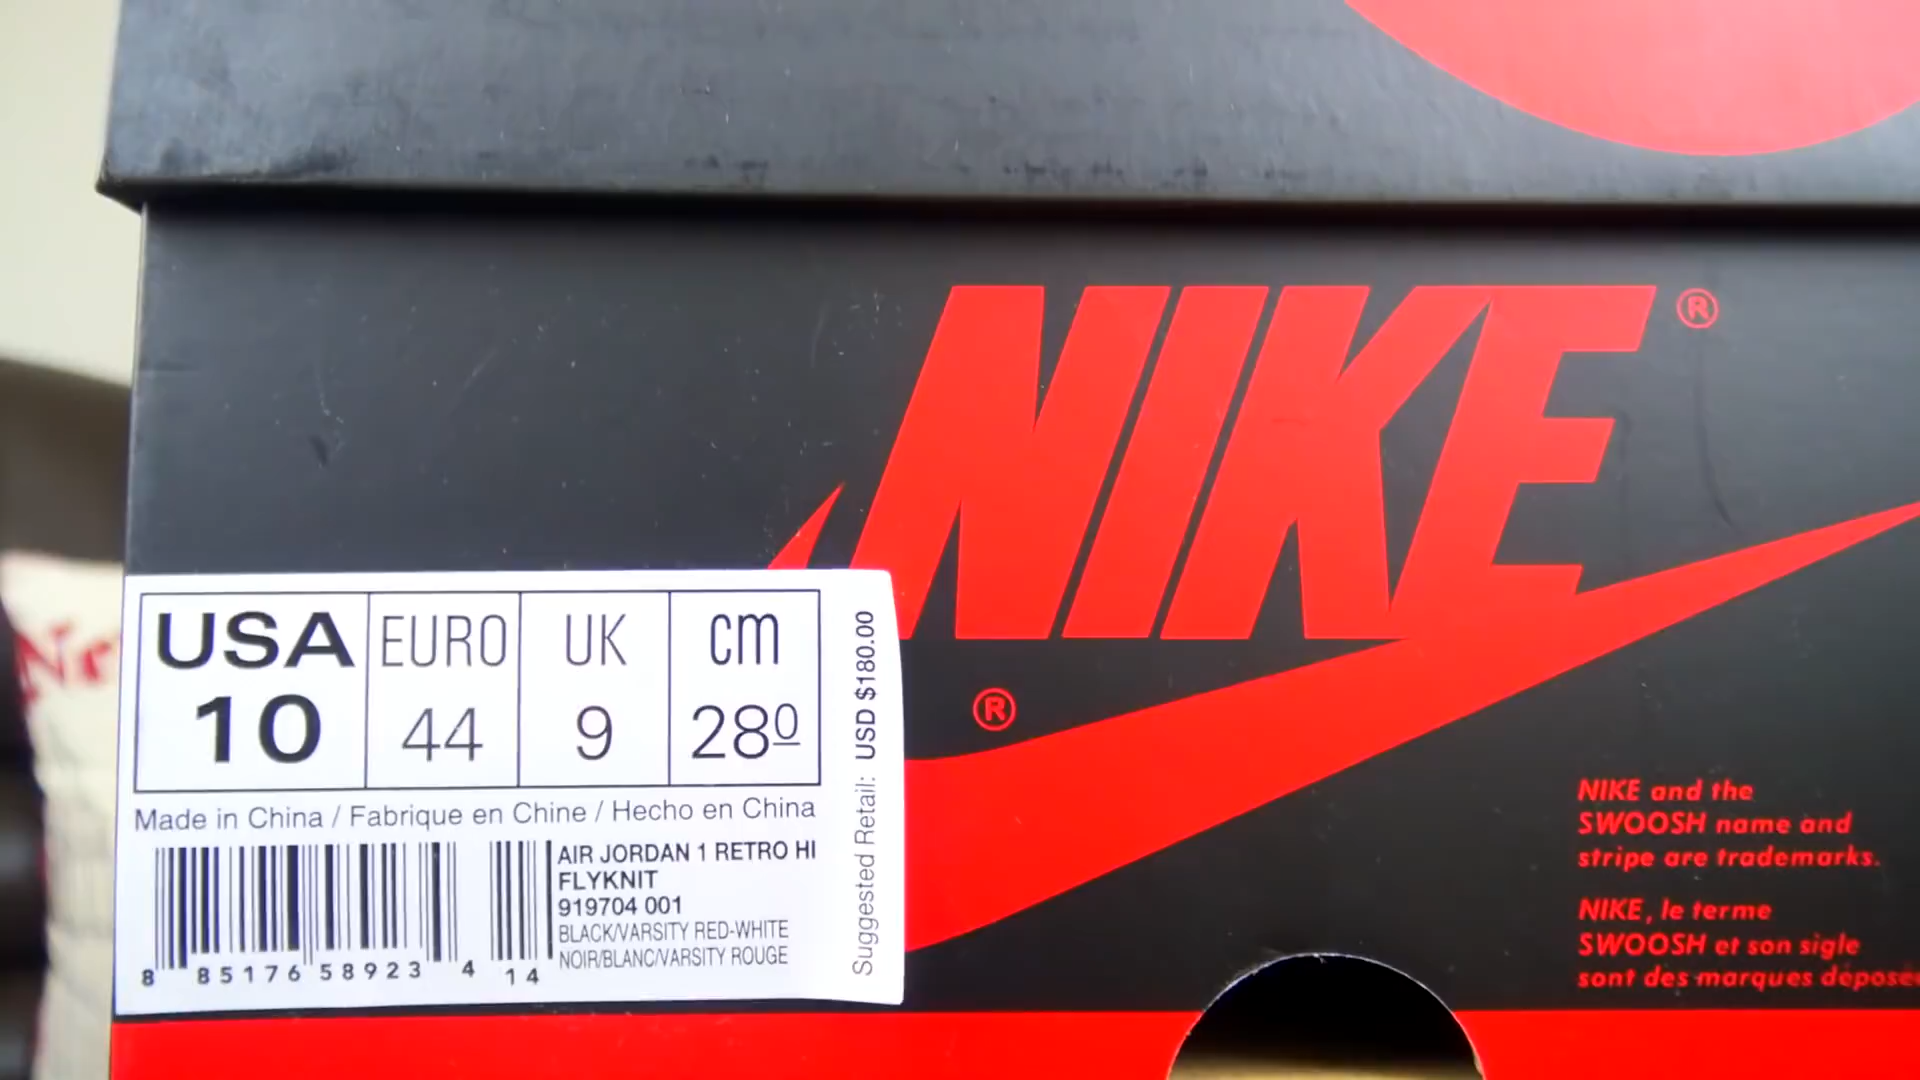 NIKE ®
®
USA EURO UK cm
10 44 9 28⁰
Made in China / Fabrique en Chine / Hecho en China
AIR JORDAN 1 RETRO HI
FLYKNIT
919704 001
BLACK/VARSITY RED-WHITE
NOIR/BLANC/VARSITY ROUGE
8 85176 58923 4 14
Suggested Retail: USD $180.00
NIKE and the
SWOOSH name and
stripe are trademarks.
NIKE, le terme
SWOOSH et son sigle
sont des marques